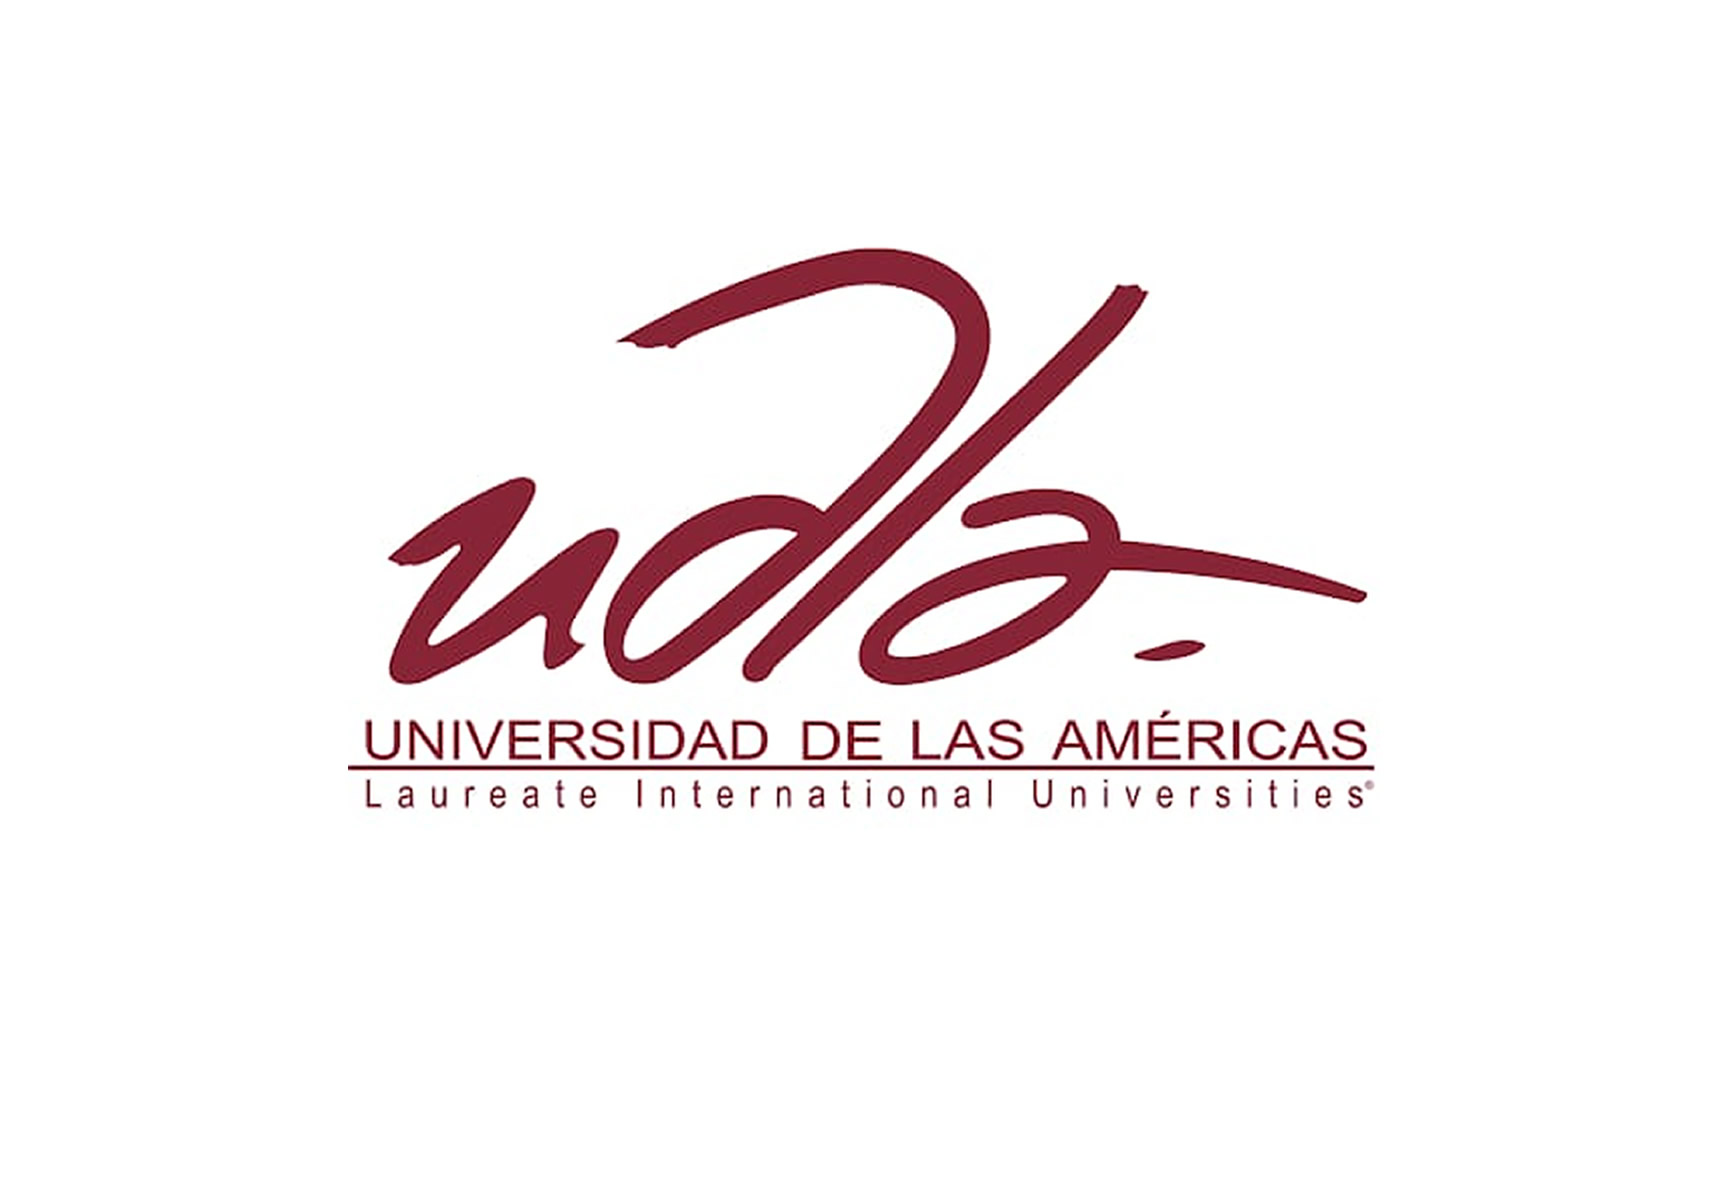 udla.
UNIVERSIDAD DE LAS AMÉRICAS
Laureate International Universities®